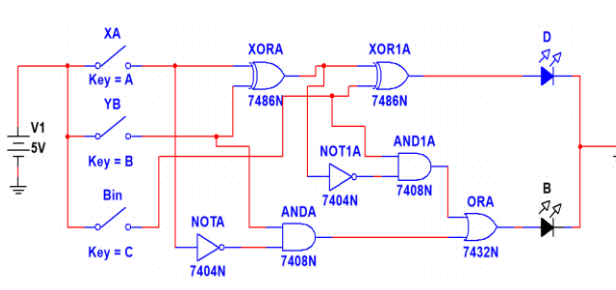 XA
Key = A
XORA
7486N
XOR1A
7486N
D
V1
5V
YB
Key = B
NOT1A
7404N
AND1A
7408N
Bin
Key = C
NOTA
7404N
ANDA
7408N
ORA
7432N
B